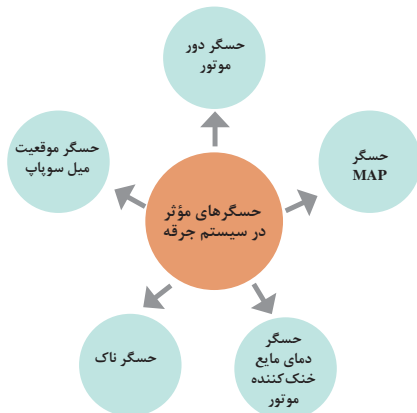 حسگر دور
موتور
حسگر
MAP
حسگر موقعیت
میل سوپاپ
حسگرهای مؤثر
در سیستم جرقه
حسگر ناک
حسگر
دمای مایع
خنک‌کننده
موتور